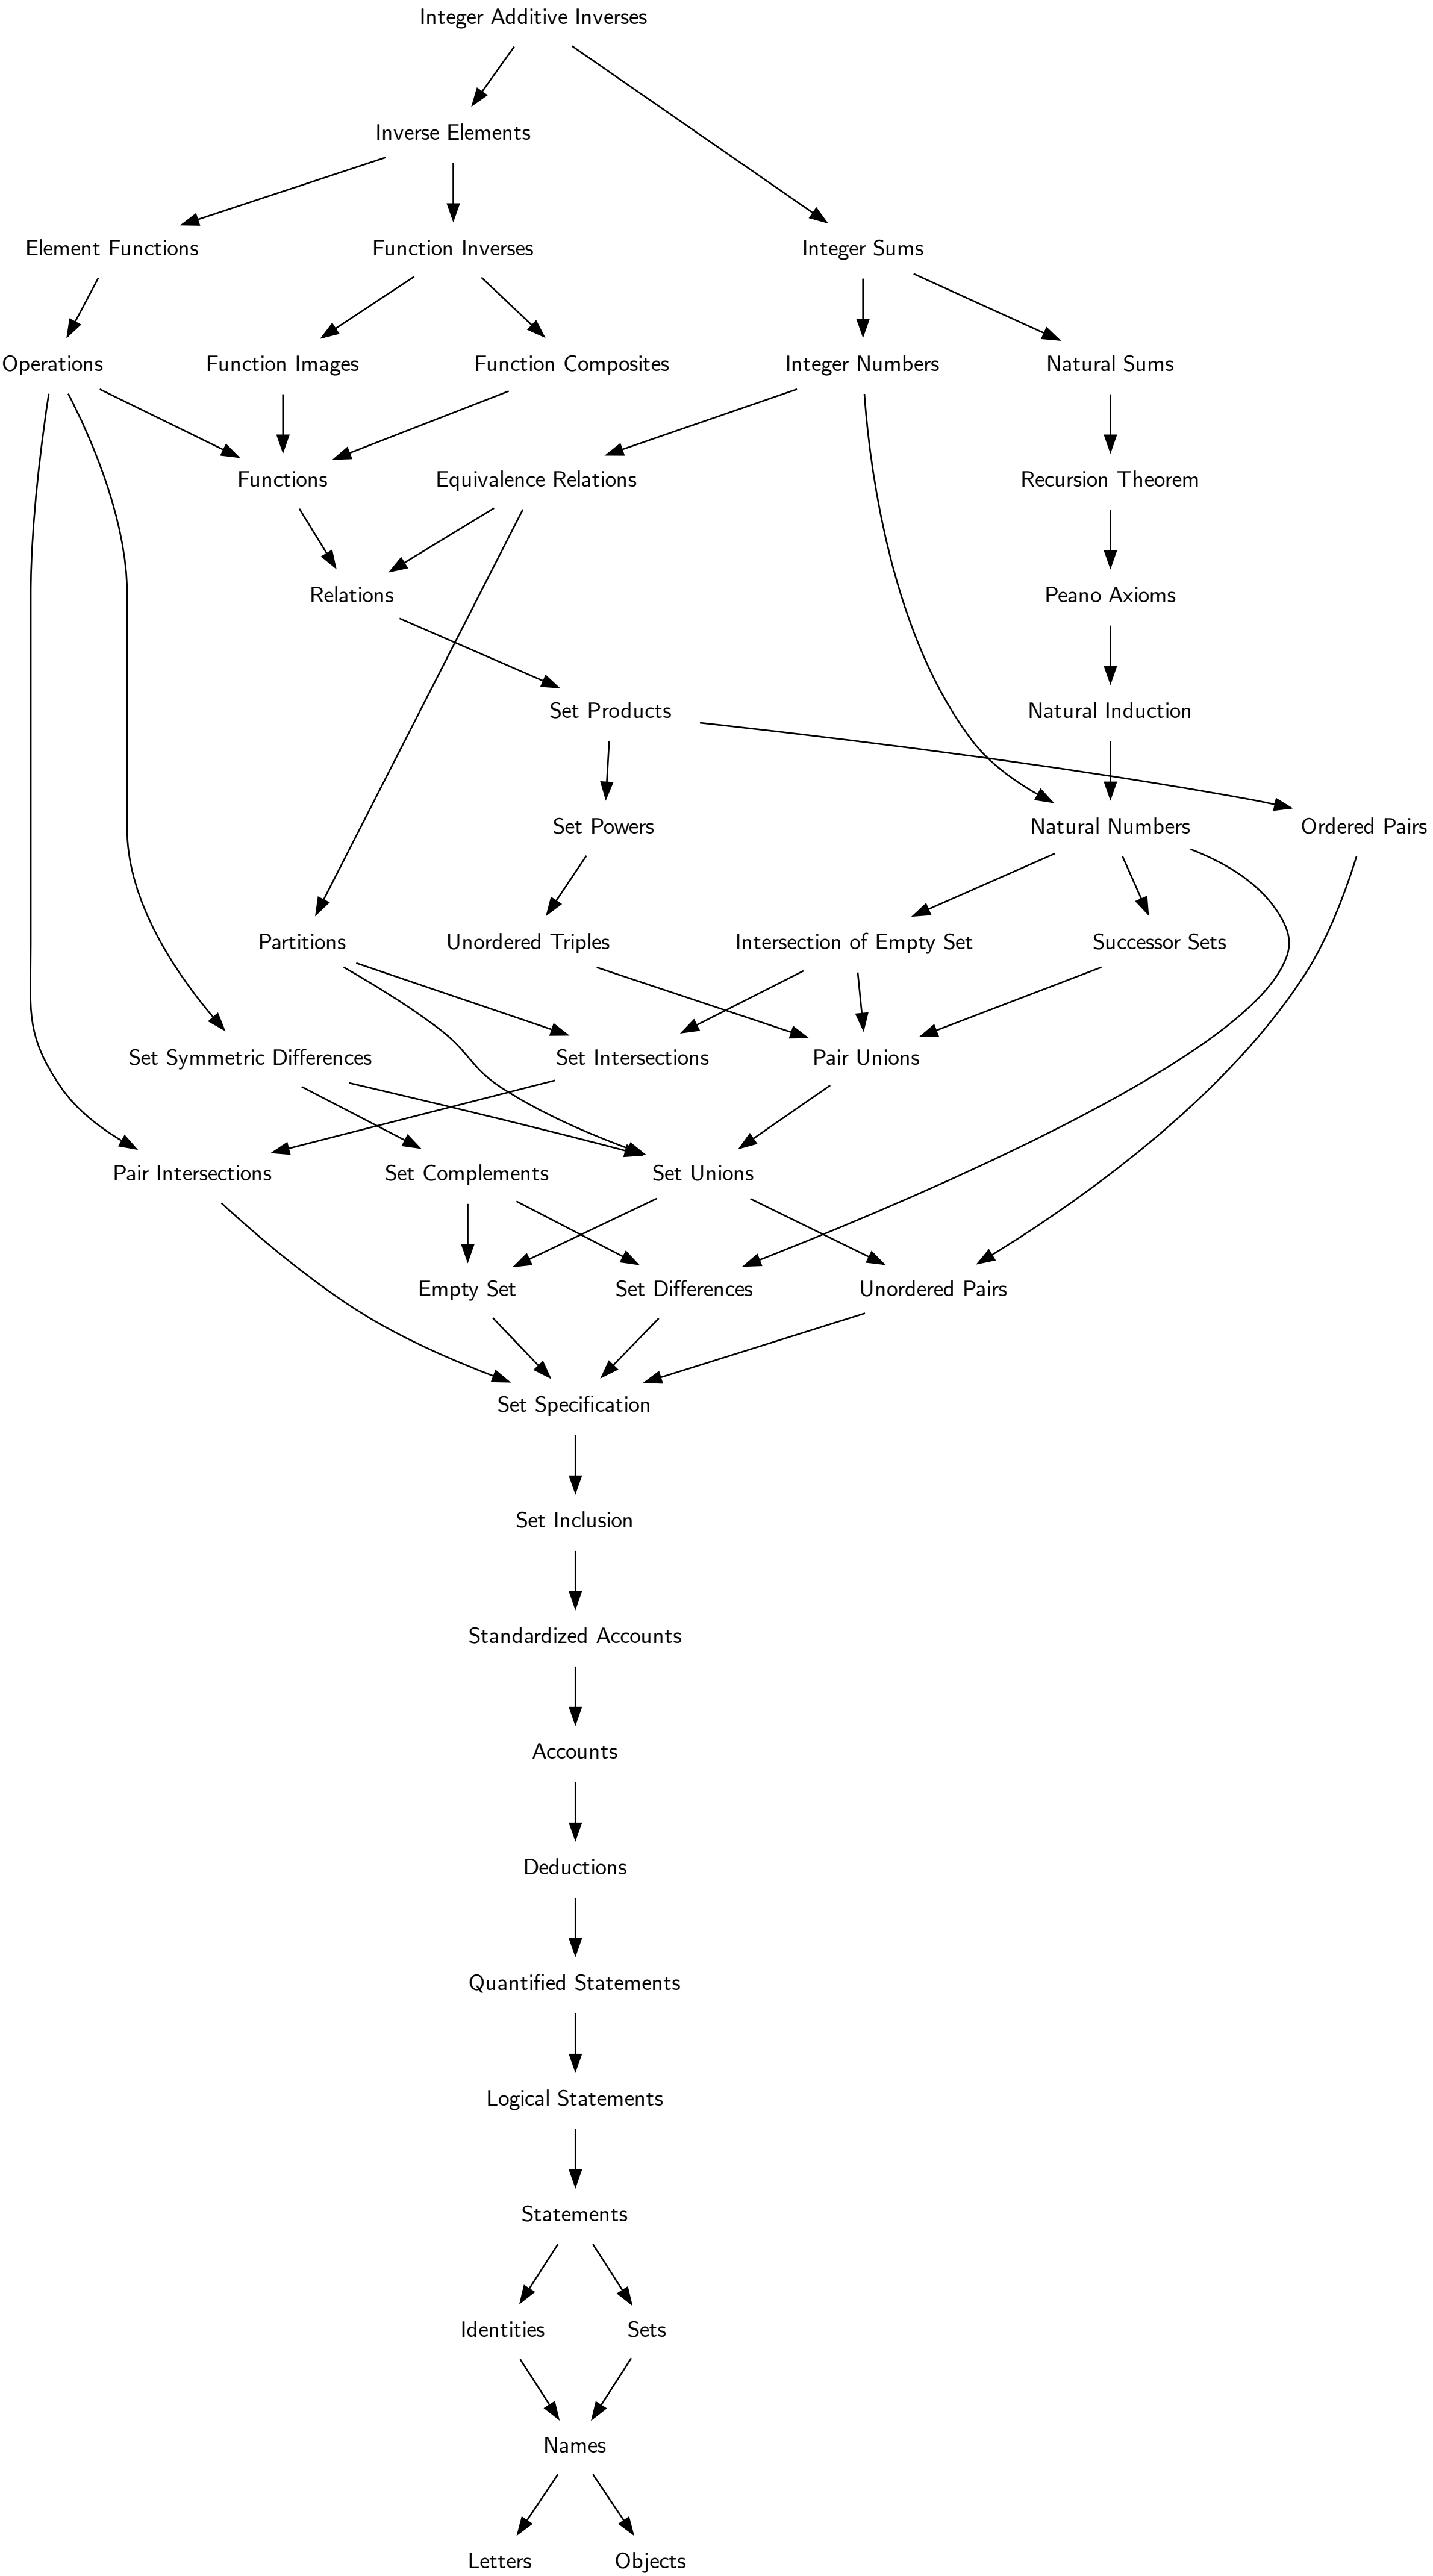 Integer Additive Inverses
Inverse Elements
Element Functions
Function Inverses
Integer Sums
Operations
Function Images
Function Composites
Integer Numbers
Natural Sums
Functions
Equivalence Relations
Recursion Theorem
Relations
Peano Axioms
Set Products
Natural Induction
Set Powers
Natural Numbers
Ordered Pairs
Partitions
Unordered Triples
Intersection of Empty Set
Successor Sets
Set Symmetric Differences
Set Intersections
Pair Unions
Pair Intersections
Set Complements
Set Unions
Empty Set
Set Differences
Unordered Pairs
Set Specification
Set Inclusion
Standardized Accounts
Accounts
Deductions
Quantified Statements
Logical Statements
Statements
Identities
Sets
Names
Letters
Objects